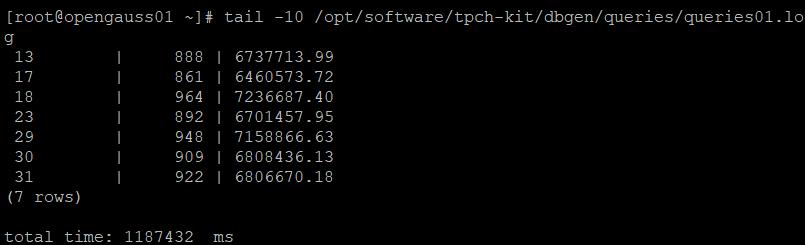 [root@opengauss01 ~]# tail -10 /opt/software/tpch-kit/dbgen/queries/queries01.lo
g
 13        |     888 | 6737713.99
 17        |     861 | 6460573.72
 18        |     964 | 7236687.40
 23        |     892 | 6701457.95
 29        |     948 | 7158866.63
 30        |     909 | 6808436.13
 31        |     922 | 6806670.18
(7 rows)
total time: 1187432  ms